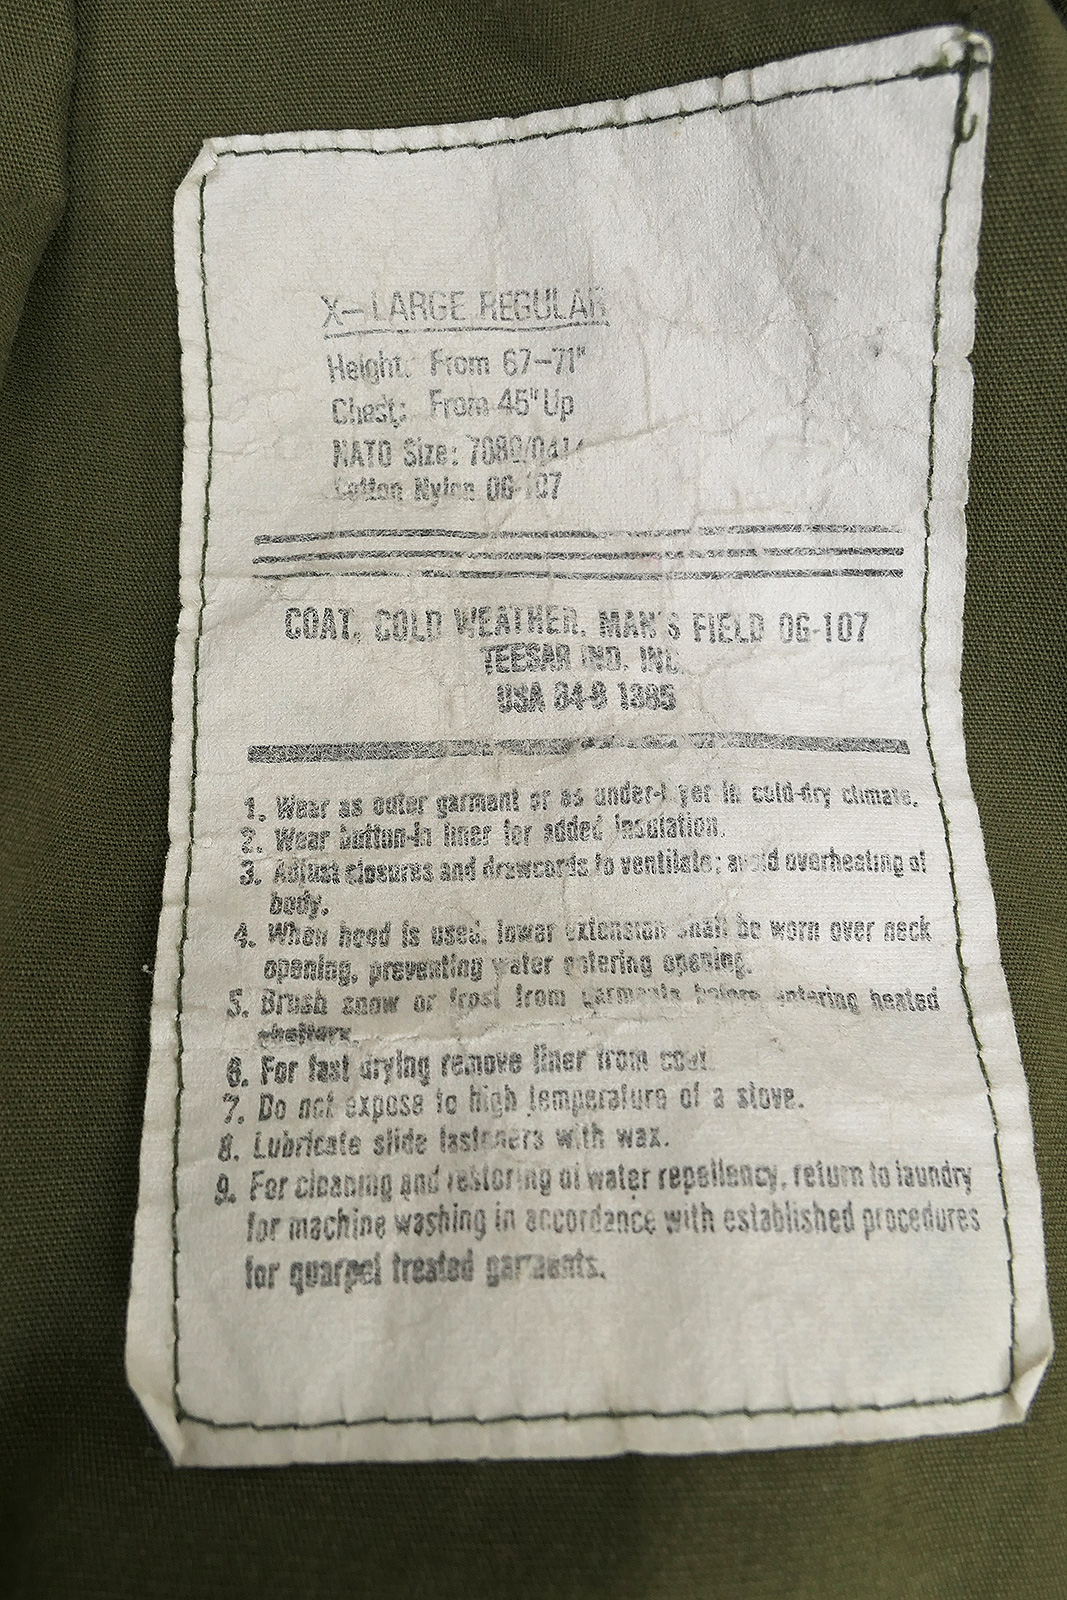 X-LARGE REGULAR
Height: From 67-71"
Chest: From 45" Up
NATO Size: 7080/0414
Cotton Nylon OG-107
COAT, COLD WEATHER, MAN'S FIELD OG-107
TEESAR IND. INC.
USA 84-8 1385
1. Wear as outer garment or as under-l yer in cold-dry climate.
2. Wear button-in liner for added insulation.
3. Adjust closures and drawcords to ventilate; avoid overheating of
body.
4. When hood is used, lower extension shall be worn over neck
opening, preventing water entering opening.
5. Brush snow or frost from garments before entering heated
shelters.
6. For fast drying remove liner from coat.
7. Do not expose to high temperature of a stove.
8. Lubricate slide fasteners with wax.
9. For cleaning and restoring of water repellency, return to laundry
for machine washing in accordance with established procedures
for quarpel treated garments.